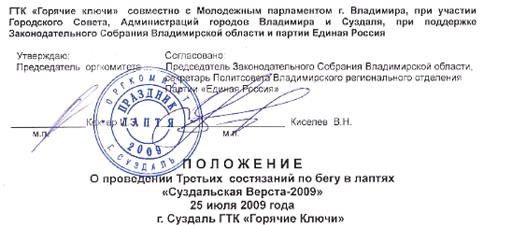 ГТК «Горячие ключи» совместно с Молодежным парламентом г. Владимира, при участии
Городского Совета, Администраций городов Владимира и Суздаля, при поддержке
Законодательного Собрания Владимирской области и партии Единая Россия
Утверждаю:
Председатель оргкомитета
Согласовано:
Председатель Законодательного Собрания Владимирской области,
секретарь Политсовета Владимирского регионального отделения
Партии «Единая Россия»
Киселев В.Н.
м.п.
м.п.
ОРГКОМИТЕТ
ПРАЗДНИК
ЛАПТЯ
2009
Г. СУЗДАЛЬ
ПОЛОЖЕНИЕ
О проведении Третьих состязаний по бегу в лаптях
«Суздальская Верста-2009»
25 июля 2009 года
г. Суздаль ГТК «Горячие Ключи»